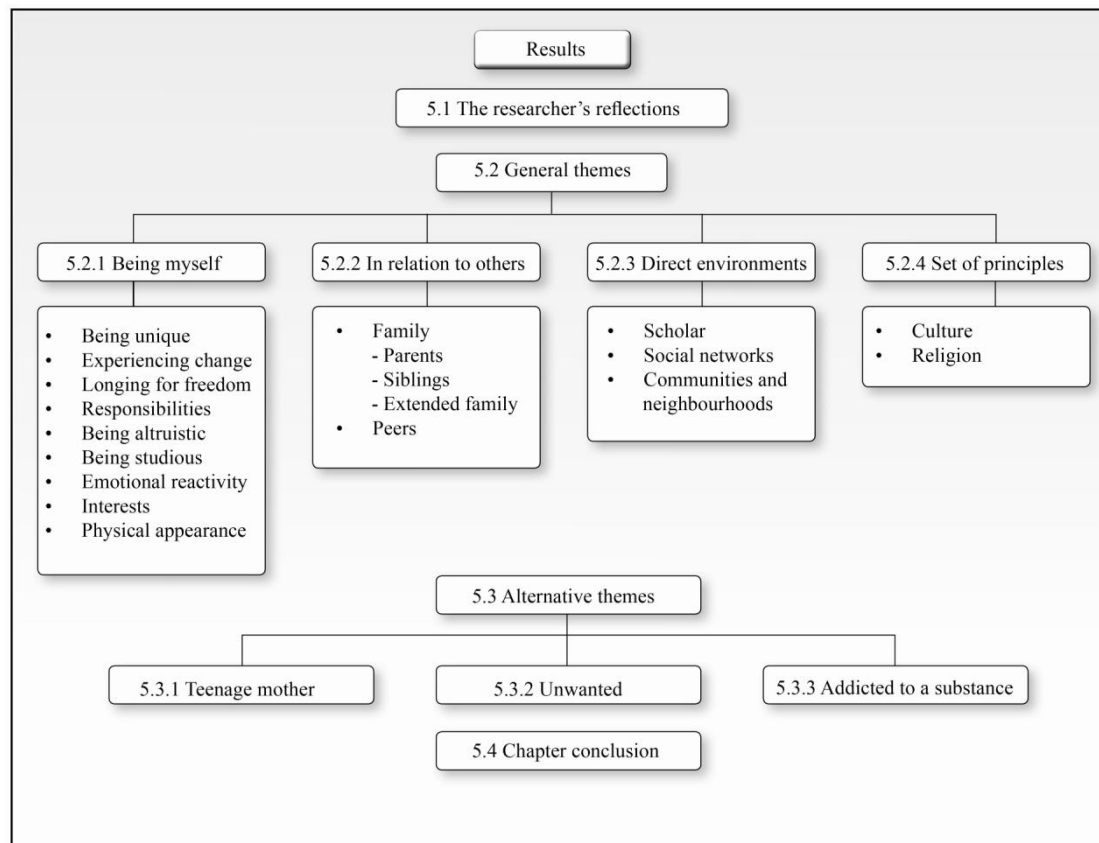 Results
5.1 The researcher’s reflections
5.2 General themes
5.2.1 Being myself
• Being unique
• Experiencing change
• Longing for freedom
• Responsibilities
• Being altruistic
• Being studious
• Emotional reactivity
• Interests
• Physical appearance
5.2.2 In relation to others
• Family
- Parents
- Siblings
- Extended family
• Peers
5.2.3 Direct environments
• Scholar
• Social networks
• Communities and
neighbourhoods
5.2.4 Set of principles
• Culture
• Religion
5.3 Alternative themes
5.3.1 Teenage mother
5.3.2 Unwanted
5.3.3 Addicted to a substance
5.4 Chapter conclusion